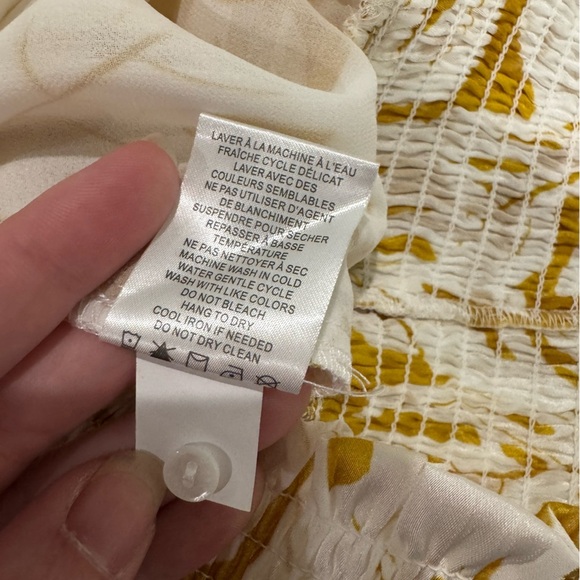 LAVER À LA MACHINE À L'EAU
FRAÎCHE CYCLE DÉLICAT
LAVER AVEC DES
COULEURS SEMBLABLES
NE PAS UTILISER D'AGENT
DE BLANCHIMENT
SUSPENDRE POUR SÉCHER
REPASSER À BASSE
TEMPÉRATURE
NE PAS NETTOYER À SEC
MACHINE WASH IN COLD
WATER GENTLE CYCLE
WASH WITH LIKE COLORS
DO NOT BLEACH
HANG TO DRY
COOL IRON IF NEEDED
DO NOT DRY CLEAN